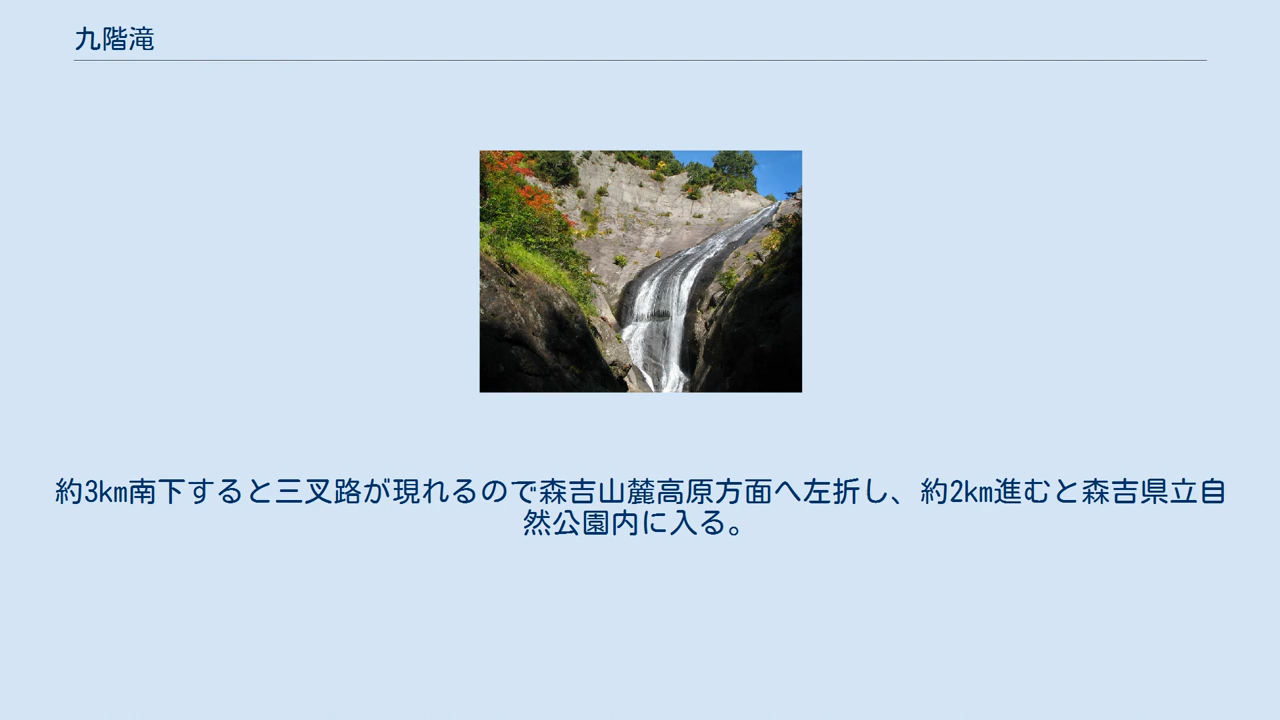 九階滝
約3km南下すると三叉路が現れるので森吉山麓高原方面へ左折し、約2km進むと森吉県立自
然公園内に入る。